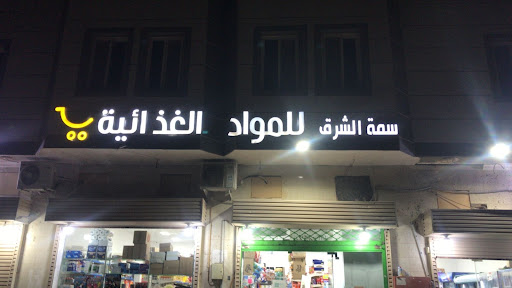 سمة الشرق للمواد الغذائية